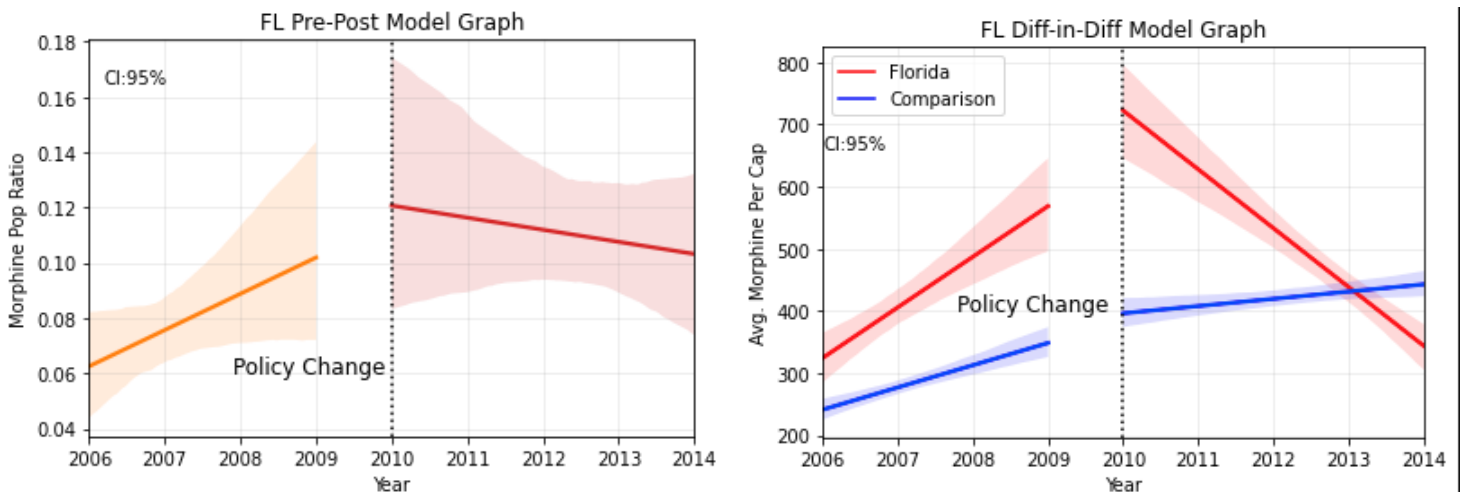 FL Pre-Post Model Graph
CI:95%
Policy Change
Morphine Pop Ratio
0.18
0.16
0.14
0.12
0.10
0.08
0.06
0.04
2006 2007 2008 2009 2010 2011 2012 2013 2014
Year
FL Diff-in-Diff Model Graph
Florida
Comparison
CI:95%
Policy Change
Avg. Morphine Per Cap
800
700
600
500
400
300
200
2006 2007 2008 2009 2010 2011 2012 2013 2014
Year